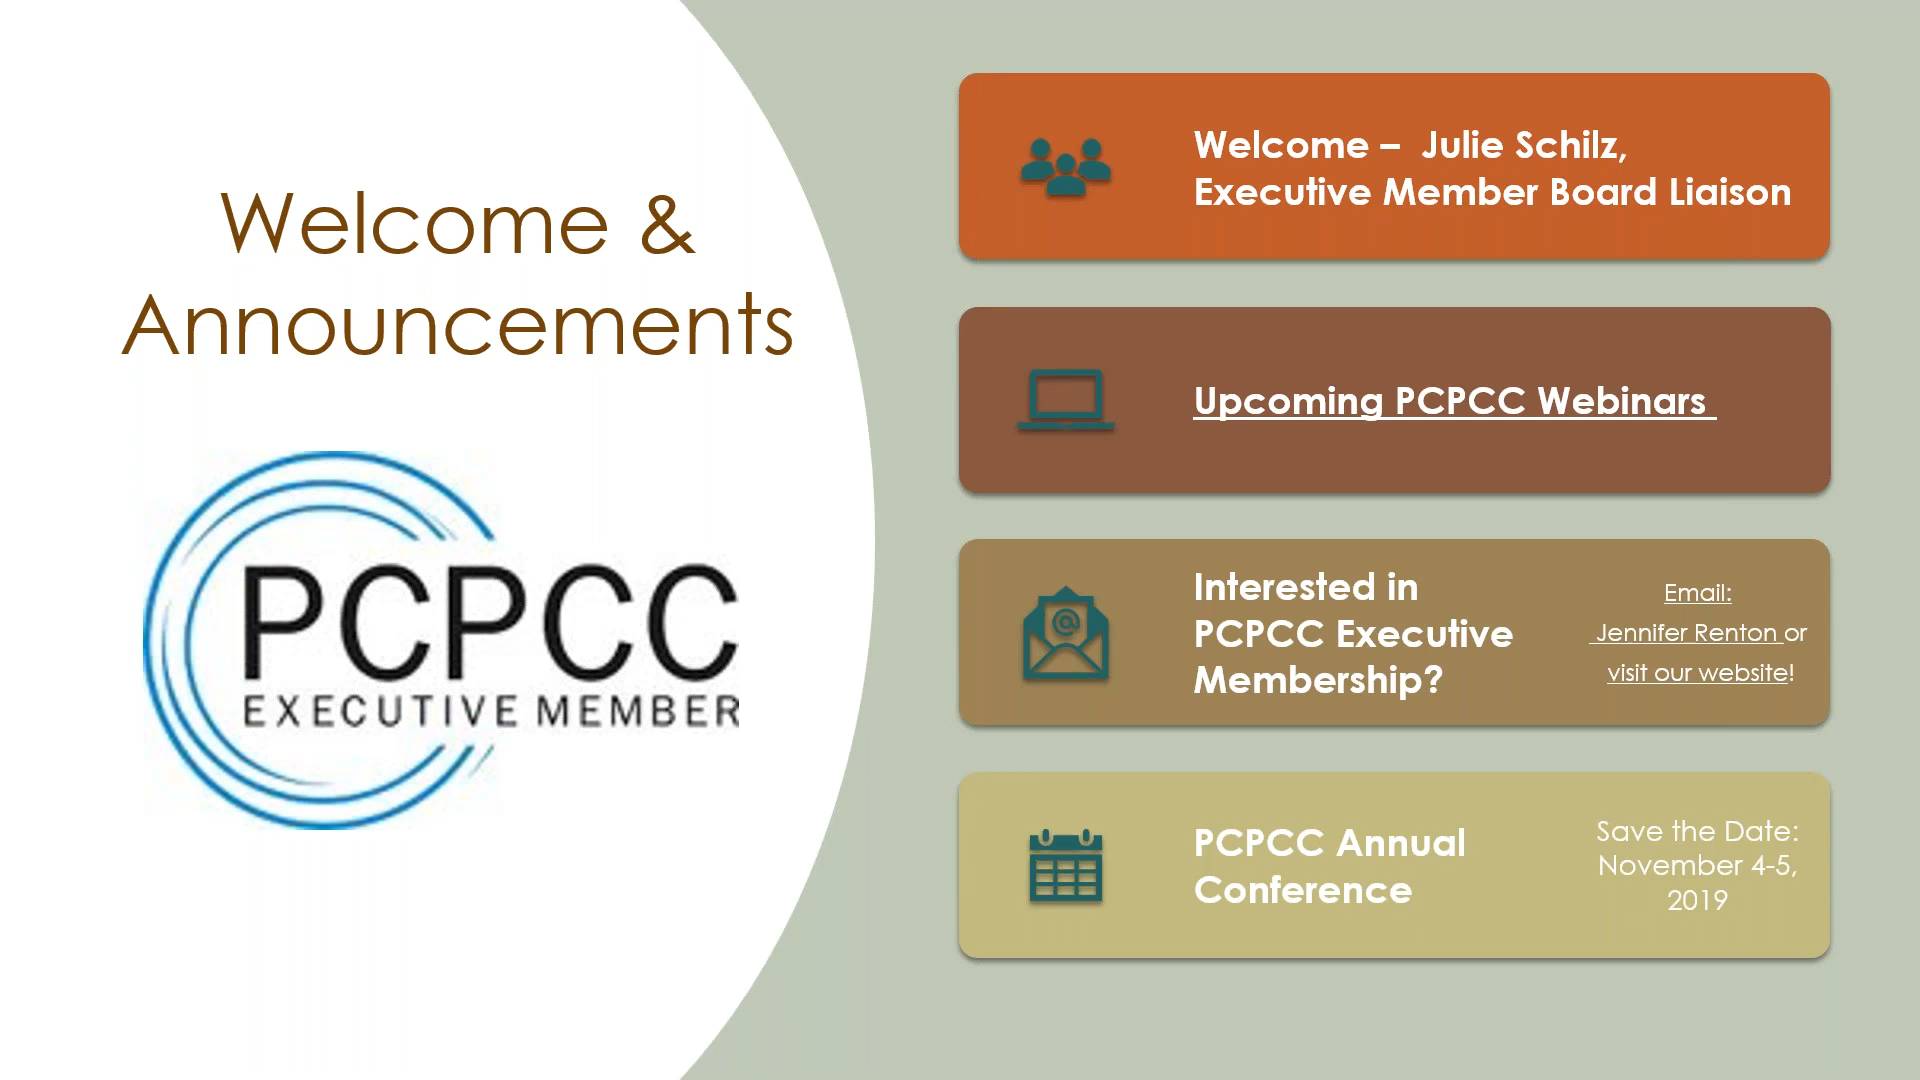 Welcome &
Announcements
PCPCC
EXECUTIVE MEMBER
Welcome – Julie Schilz,
Executive Member Board Liaison
Upcoming PCPCC Webinars
Interested in
PCPCC Executive
Membership?
Email:
Jennifer Renton or
visit our website!
PCPCC Annual
Conference
Save the Date:
November 4-5,
2019